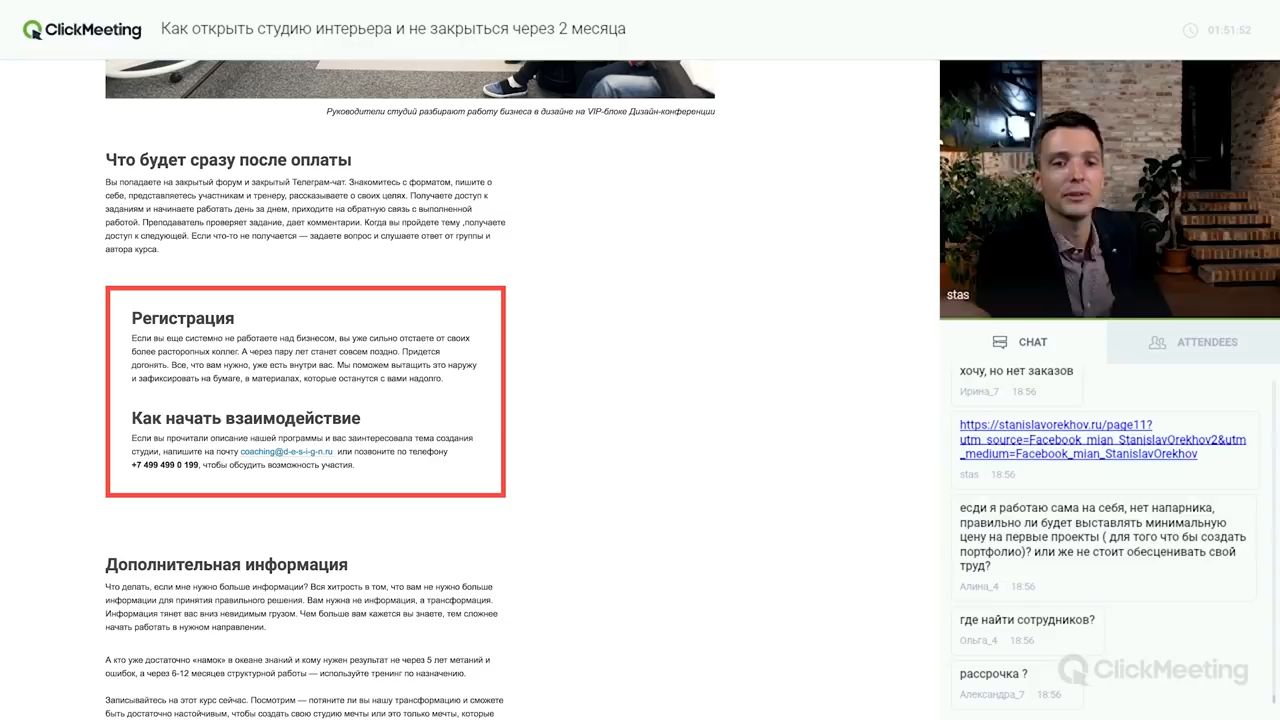 ClickMeeting
Как открыть студию интерьера и не закрыться через 2 месяца
01:51:52
Руководители студий разбирают работу бизнеса в дизайне на VIP-блоке Дизайн-конференции
Что будет сразу после оплаты
Вы попадаете на закрытый форум и закрытый Телеграм-чат. Знакомитесь с форматом, пишите о
себе, представляетесь участникам и тренеру, рассказываете о своих целях. Получаете доступ к
заданиям и начинаете работать день за днем, приходите на обратную связь с выполненной
работой. Преподаватель проверяет задание, дает комментарии. Когда вы пройдете тему ,получаете
доступ к следующей. Если что-то не получается — задаете вопрос и слушаете ответ от группы и
автора курса.
Регистрация
Если вы еще системно не работаете над бизнесом, вы уже сильно отстаете от своих
более расторопных коллег. А через пару лет станет совсем поздно. Придется
догонять. Все, что вам нужно, уже есть внутри вас. Мы поможем вытащить это наружу
и зафиксировать на бумаге, в материалах, которые останутся с вами надолго.
Как начать взаимодействие
Если вы прочитали описание нашей программы и вас заинтересовала тема создания
студии, напишите на почту coaching@d-e-s-i-g-n.ru или позвоните по телефону
+7 499 499 0 199, чтобы обсудить возможность участия.
Дополнительная информация
Что делать, если мне нужно больше информации? Вся хитрость в том, что вам не нужно больше
информации для принятия правильного решения. Вам нужна не информация, а трансформация.
Информация тянет вас вниз невидимым грузом. Чем больше вам кажется вы знаете, тем сложнее
начать работать в нужном направлении.
А кто уже достаточно «намок» в океане знаний и кому нужен результат не через 5 лет метаний и
ошибок, а через 6-12 месяцев структурной работы — используйте тренинг по назначению.
Записывайтесь на этот курс сейчас. Посмотрим — потяните ли вы нашу трансформацию и сможете
быть достаточно настойчивым, чтобы создать свою студию мечты или это только мечты, которые
stas
CHAT
ATTENDEES
хочу, но нет заказов
Ирина_7 18:56
https://stanislavorekhov.ru/page11?
utm_source=Facebook_mian_StanislavOrekhov2&utm
_medium=Facebook_mian_StanislavOrekhov
stas 18:56
есди я работаю сама на себя, нет напарника,
правильно ли будет выставлять минимальную
цену на первые проекты ( для того что бы создать
портфолио)? или же не стоит обесценивать свой
труд?
Алина_4 18:56
где найти сотрудников?
Ольга_4 18:56
рассрочка ?
Александра_7 18:56
ClickMeeting